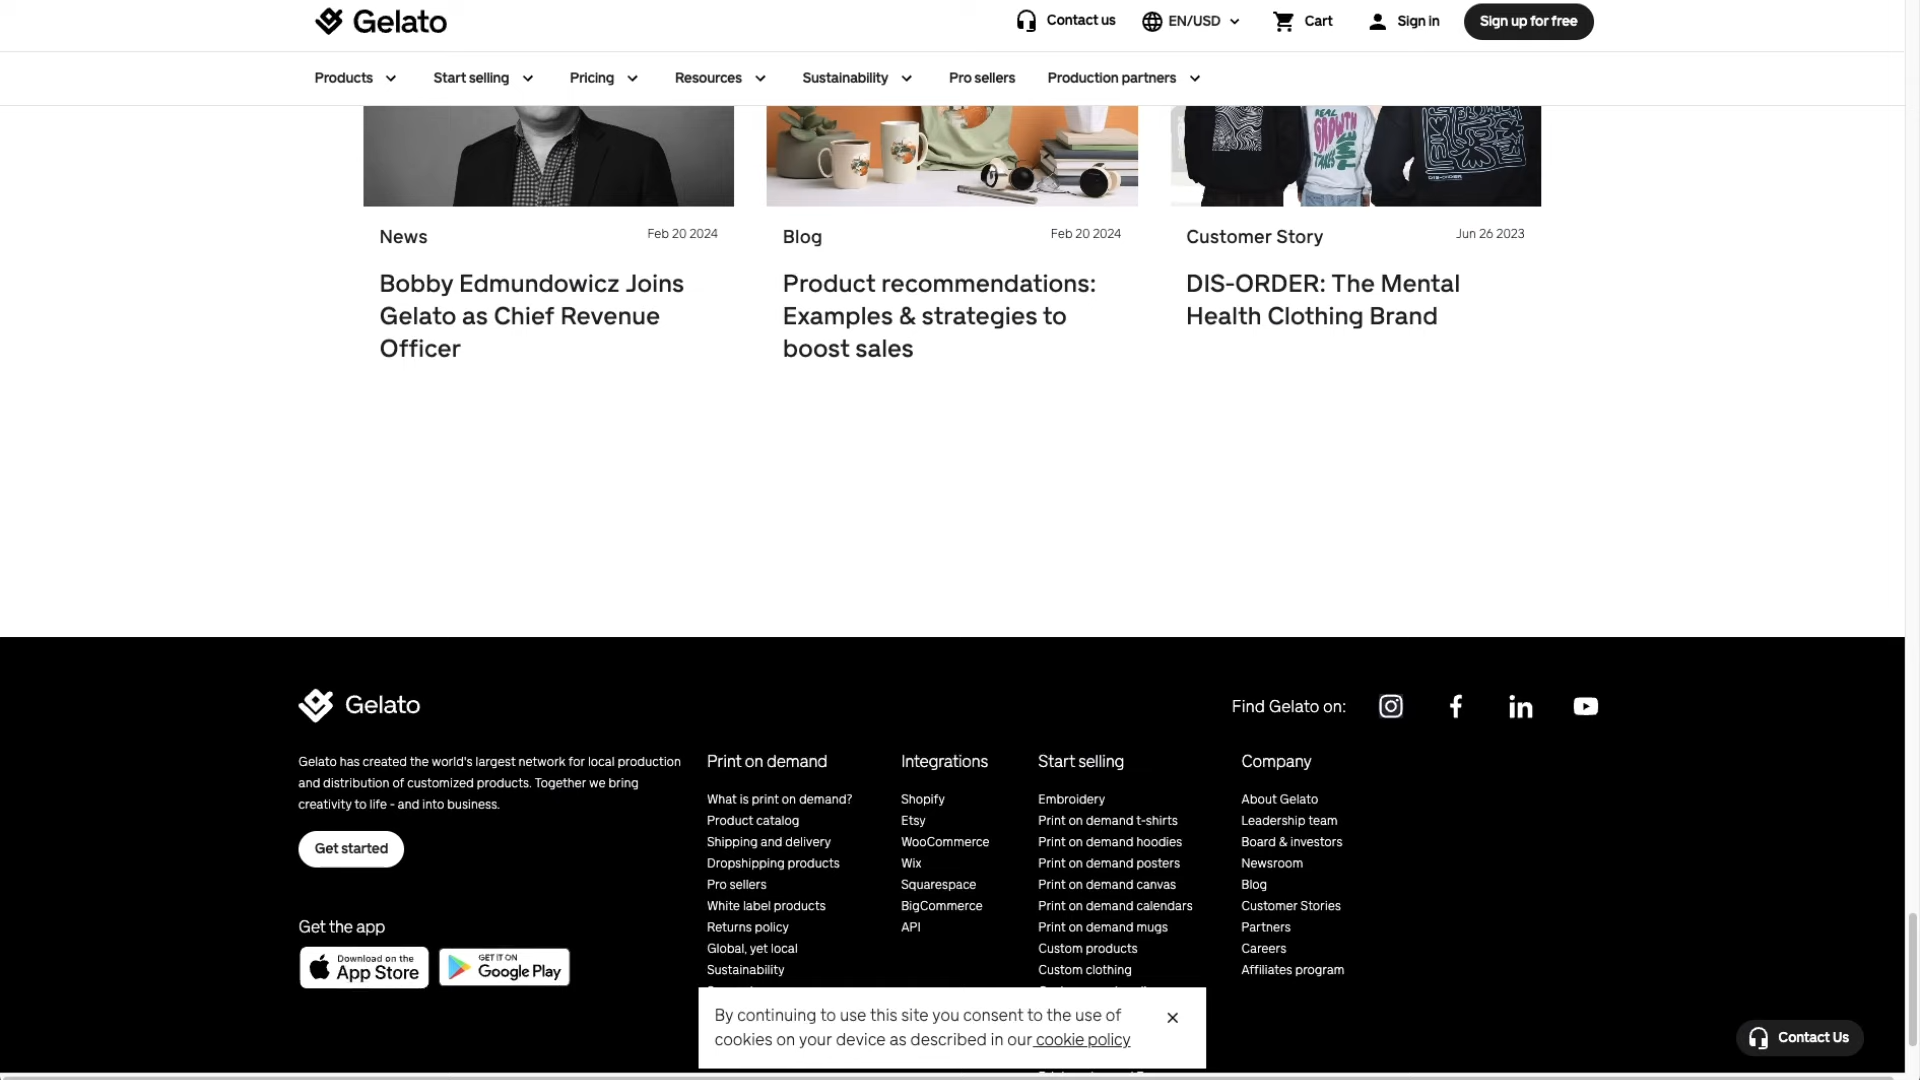 Gelato
Contact us
EN/USD
Cart
Sign in
Sign up for free
Products
Start selling
Pricing
Resources
Sustainability
Pro sellers
Production partners
REAL
GROWTH
TAKES
TIME
DIS-ORDER
News
Feb 20 2024
Bobby Edmundowicz Joins
Gelato as Chief Revenue
Officer
Blog
Feb 20 2024
Product recommendations:
Examples & strategies to
boost sales
Customer Story
Jun 26 2023
DIS-ORDER: The Mental
Health Clothing Brand
Gelato
Find Gelato on:
Gelato has created the world's largest network for local production
and distribution of customized products. Together we bring
creativity to life - and into business.
Get started
Get the app
Download on the
App Store
GET IT ON
Google Play
Print on demand
What is print on demand?
Product catalog
Shipping and delivery
Dropshipping products
Pro sellers
White label products
Returns policy
Global, yet local
Sustainability
Integrations
Shopify
Etsy
WooCommerce
Wix
Squarespace
BigCommerce
API
Start selling
Embroidery
Print on demand t-shirts
Print on demand hoodies
Print on demand posters
Print on demand canvas
Print on demand calendars
Print on demand mugs
Custom products
Custom clothing
Company
About Gelato
Leadership team
Board & investors
Newsroom
Blog
Customer Stories
Partners
Careers
Affiliates program
By continuing to use this site you consent to the use of
cookies on your device as described in our cookie policy
Contact Us